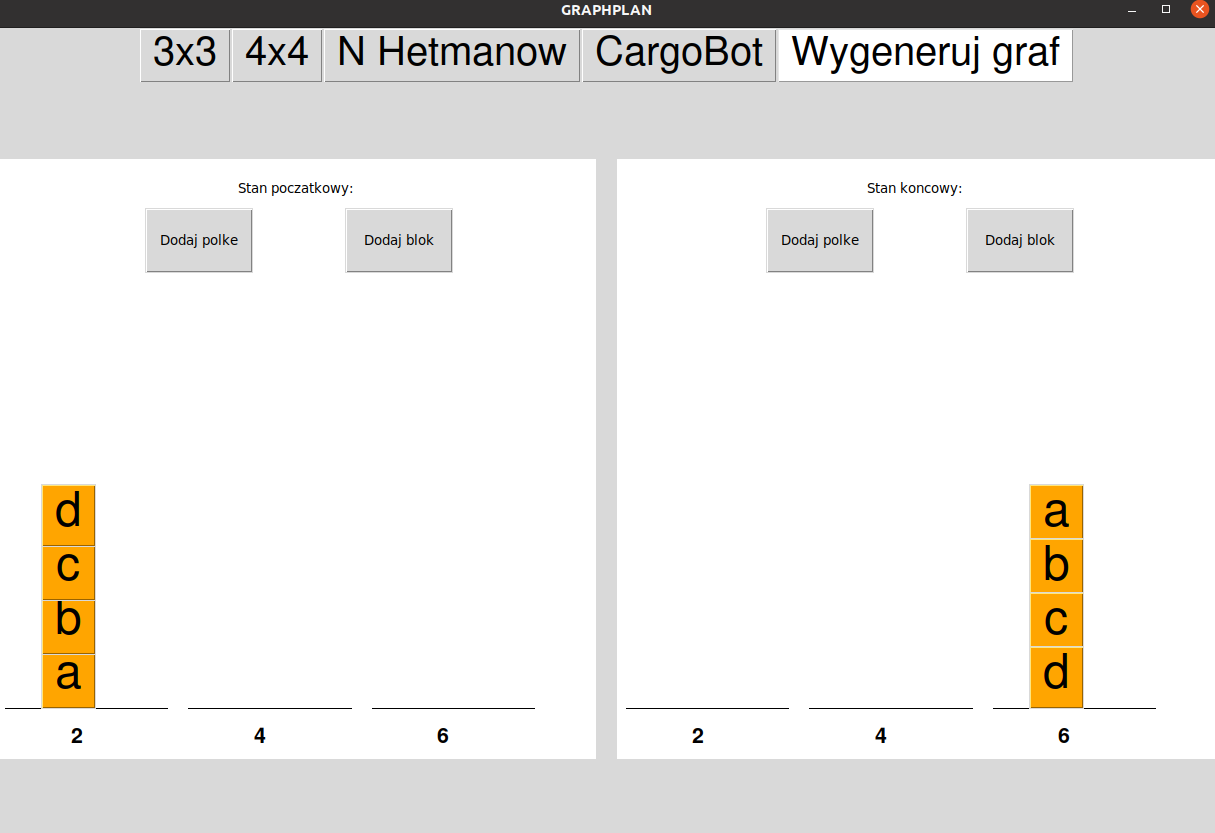 GRAPHPLAN
3x3 4x4 N Hetmanow CargoBot Wygeneruj graf
Stan poczatkowy:
Dodaj polke Dodaj blok
d
c
b
a
2 4 6
Stan koncowy:
Dodaj polke Dodaj blok
a
b
c
d
2 4 6